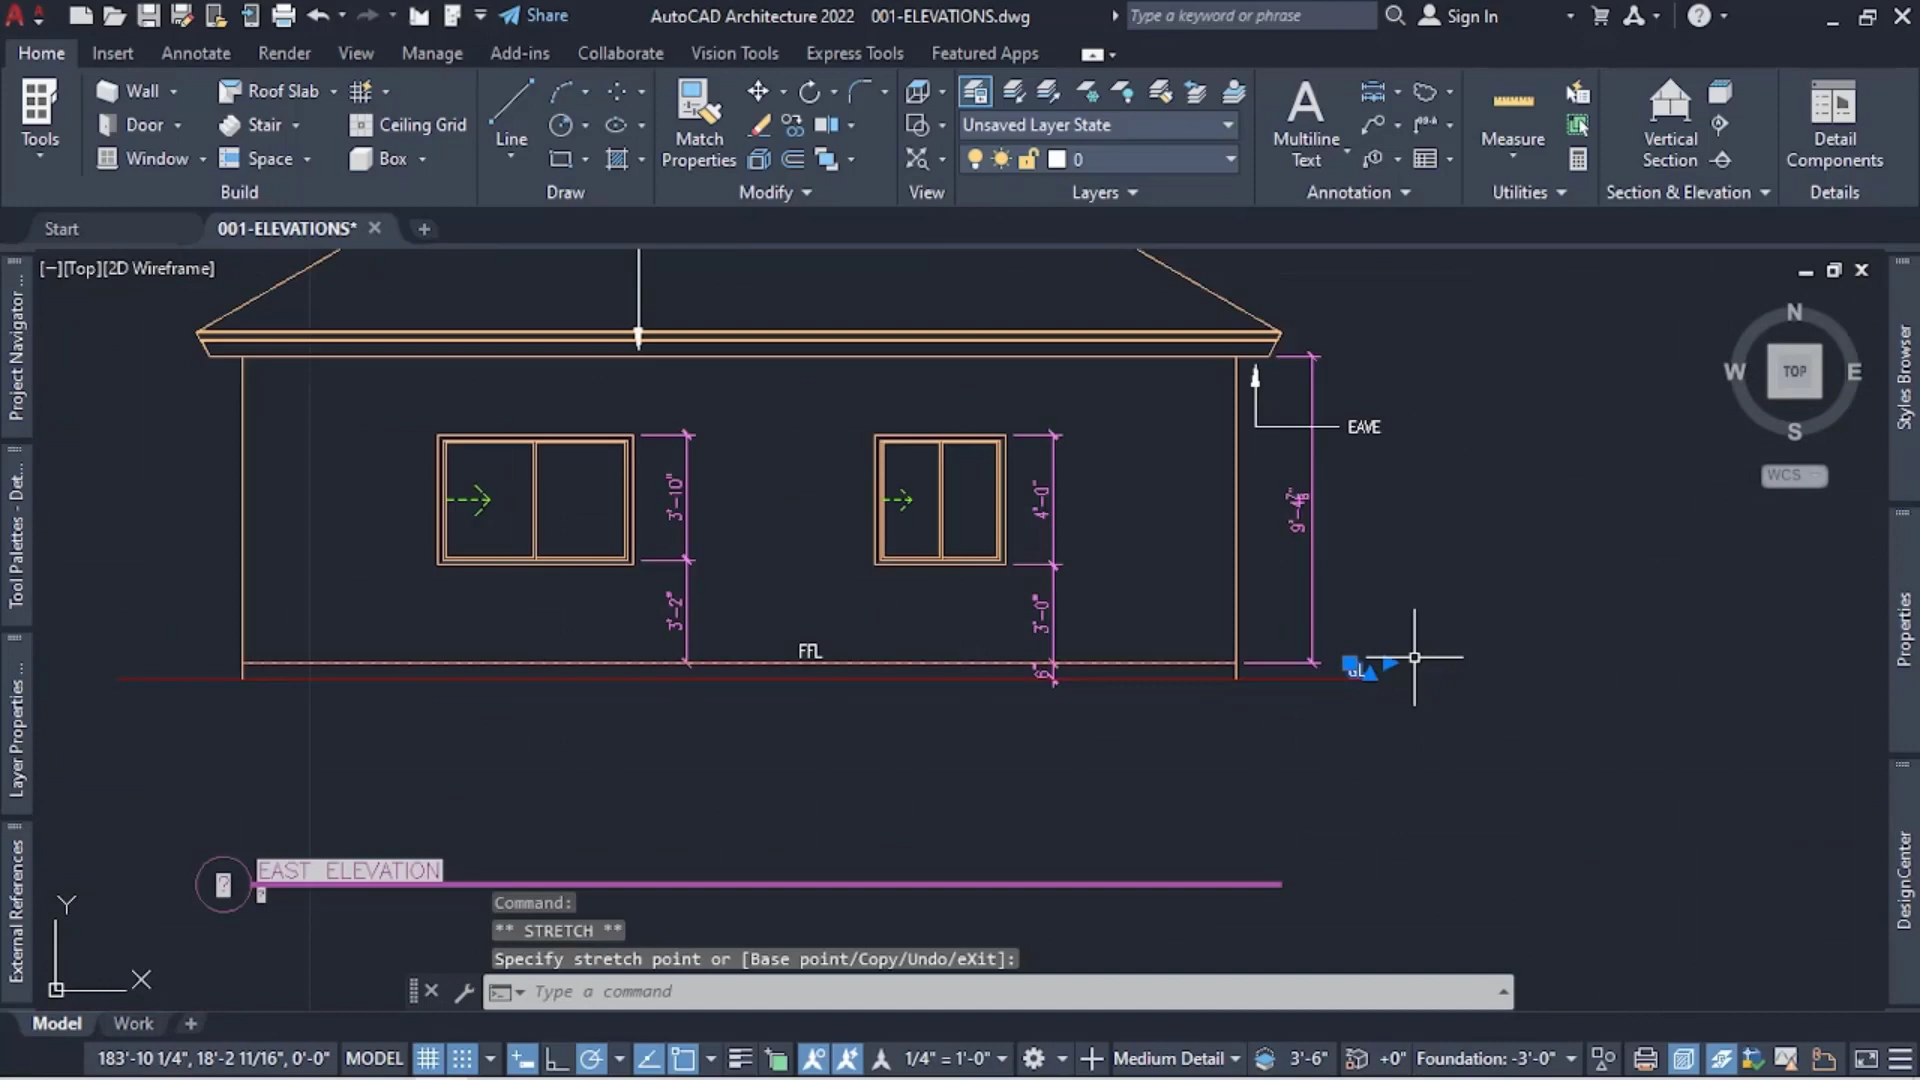 Share
AutoCAD Architecture 2022 001-ELEVATIONS.dwg
Type a keyword or phrase
Sign In
Home Insert Annotate Render View Manage Add-ins Collaborate Vision Tools Express Tools Featured Apps
Tools
Wall
Roof Slab
Door
Stair
Ceiling Grid
Window
Space
Box
Build
Line
Draw
Match
Properties
Modify
View
Unsaved Layer State
0
Layers
Multiline
Text
Annotation
Measure
Utilities
Vertical
Section
Section & Elevation
Detail
Components
Details
Start
001-ELEVATIONS*
[−][Top][2D Wireframe]
Project Navigator ...
Tool Palettes - Det...
Layer Properties ...
External References
Styles Browser
Properties
DesignCenter
N
W
TOP
E
S
WCS
EAVE
3'-10"
4'-0"
9'-4 7/8"
3'-2"
3'-0"
6"
FFL
GL
EAST ELEVATION
?
?
Y
X
Command:
** STRETCH **
Specify stretch point or [Base point/Copy/Undo/eXit]:
Type a command
Model
Work
183'-10 1/4", 18'-2 11/16", 0'-0"
MODEL
1/4" = 1'-0"
Medium Detail
3'-6"
+0"
Foundation: -3'-0"